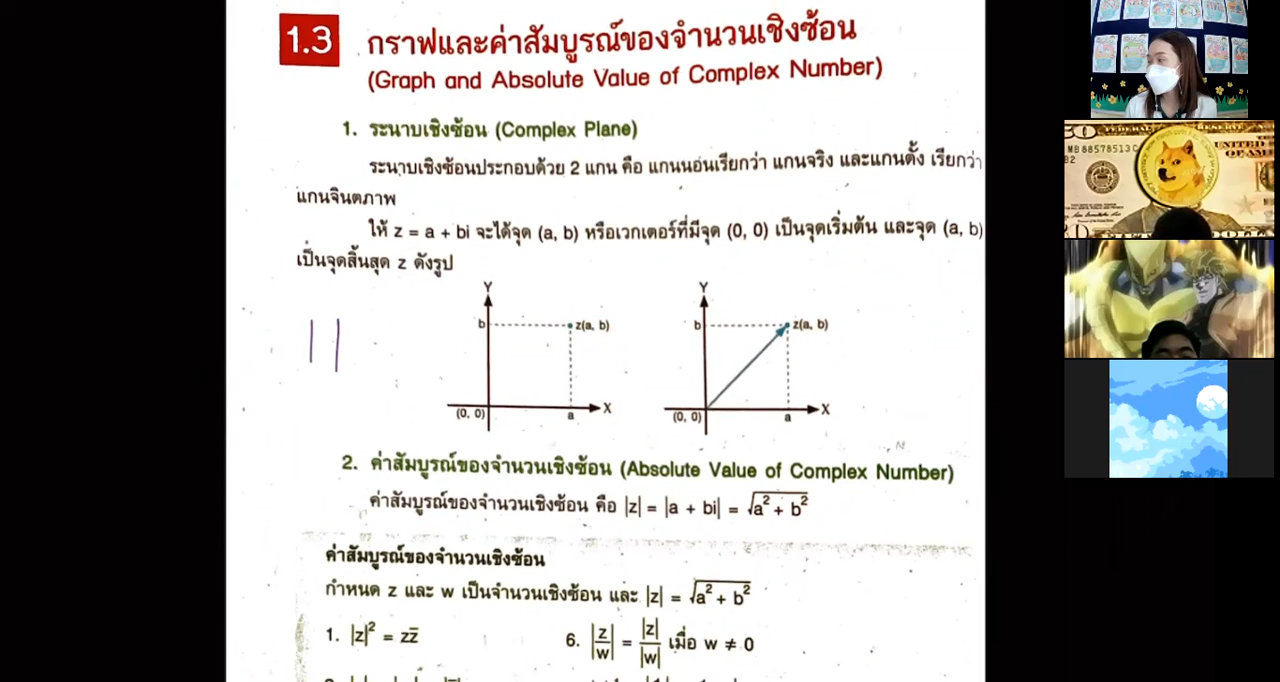 1.3 กราฟและค่าสัมบูรณ์ของจำนวนเชิงซ้อน
(Graph and Absolute Value of Complex Number)
1. ระนาบเชิงซ้อน (Complex Plane)
ระนาบเชิงซ้อนประกอบด้วย 2 แกน คือ แกนนอนเรียกว่า แกนจริง และแกนตั้ง เรียกว่า
แกนจินตภาพ
ให้ z = a + bi จะได้จุด (a, b) หรือเวกเตอร์ที่มีจุด (0, 0) เป็นจุดเริ่มต้น และจุด (a, b)
เป็นจุดสิ้นสุด z ดังรูป
Y
b
z(a, b)
(0, 0)
a
X
Y
b
z(a, b)
(0, 0)
a
X
2. ค่าสัมบูรณ์ของจำนวนเชิงซ้อน (Absolute Value of Complex Number)
ค่าสัมบูรณ์ของจำนวนเชิงซ้อน คือ |z| = |a + bi| = √a² + b²
ค่าสัมบูรณ์ของจำนวนเชิงซ้อน
กำหนด z และ w เป็นจำนวนเชิงซ้อน และ |z| = √a² + b²
1. |z|² = zz̄
6. |z/w| = |z|/|w| เมื่อ w ≠ 0
MB 88578513
UNITED